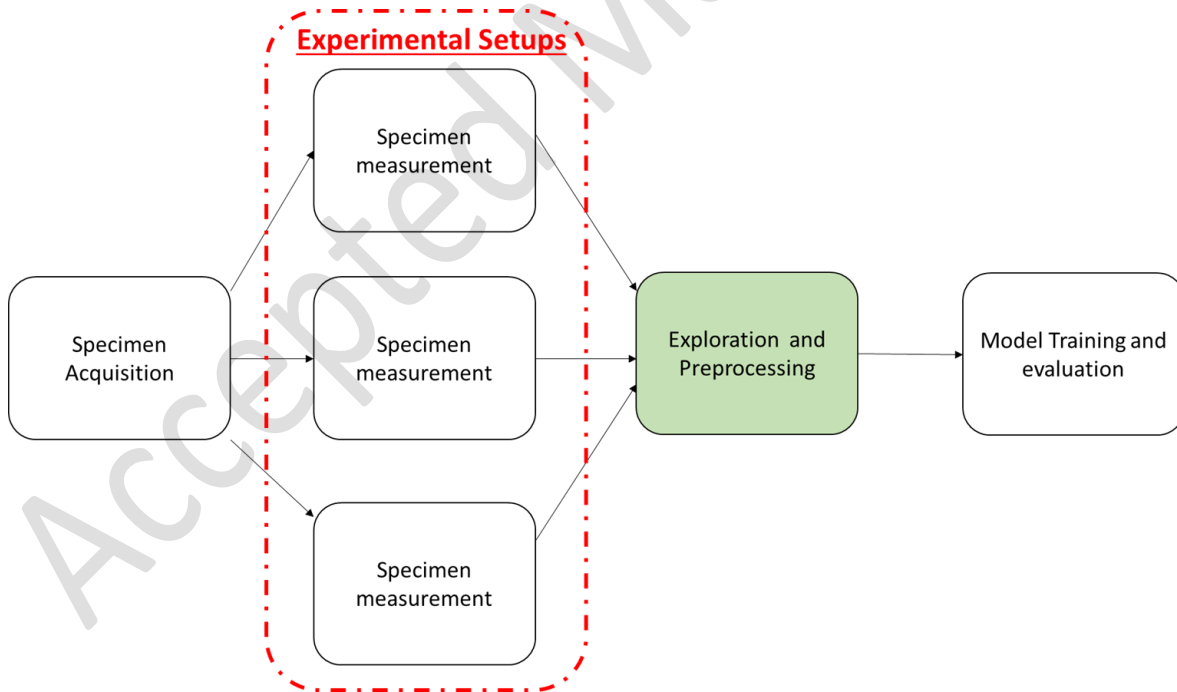 Experimental Setups
Specimen
measurement
Specimen
Acquisition
Specimen
measurement
Exploration and
Preprocessing
Model Training and
evaluation
Specimen
measurement
Accepted M